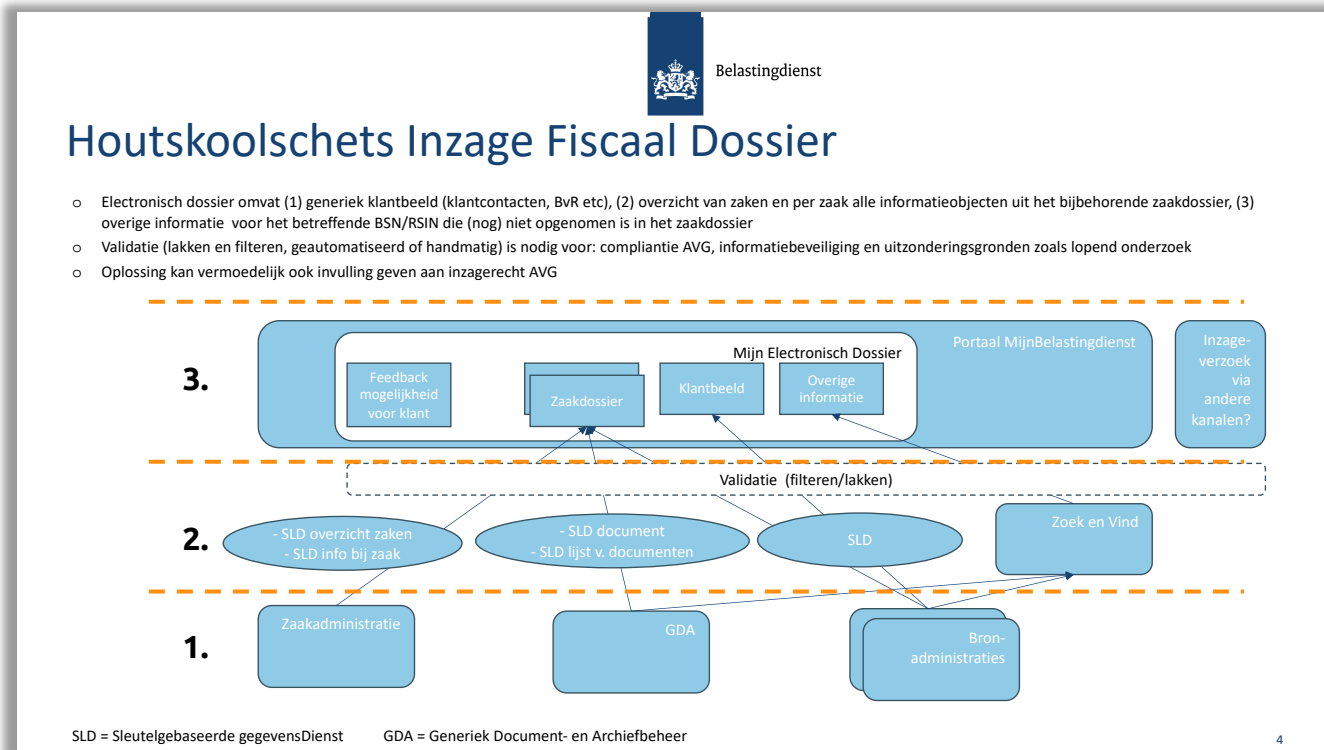 Belastingdienst
Houtskoolschets Inzage Fiscaal Dossier
o Electronisch dossier omvat (1) generiek klantbeeld (klantcontacten, BvR etc), (2) overzicht van zaken en per zaak alle informatieobjecten uit het bijbehorende zaakdossier, (3)
overige informatie voor het betreffende BSN/RSIN die (nog) niet opgenomen is in het zaakdossier
o Validatie (lakken en filteren, geautomatiseerd of handmatig) is nodig voor: compliantie AVG, informatiebeveiliging en uitzonderingsgronden zoals lopend onderzoek
o Oplossing kan vermoedelijk ook invulling geven aan inzagerecht AVG
3.
Portaal MijnBelastingdienst
Mijn Electronisch Dossier
Feedback
mogelijkheid
voor klant
Zaakdossier
Klantbeeld
Overige
informatie
Inzage-
verzoek
via
andere
kanalen?
Validatie (filteren/lakken)
2.
- SLD overzicht zaken
- SLD info bij zaak
- SLD document
- SLD lijst v. documenten
SLD
Zoek en Vind
1.
Zaakadministratie
GDA
Bron-
administraties
SLD = Sleutelgebaseerde gegevensDienst GDA = Generiek Document- en Archiefbeheer
4